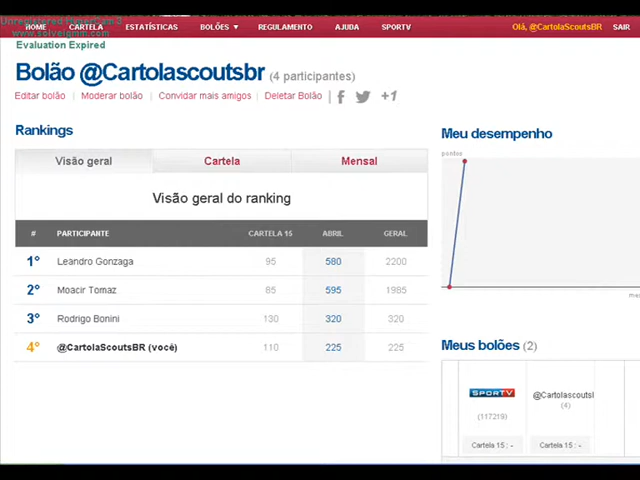 Unregistered HyperCam 3
www.solveigmm.com
Evaluation Expired
HOME CARTELA ESTATÍSTICAS BOLÕES ▼ REGULAMENTO AJUDA SPORTV Olá, @CartolaScoutsBR SAIR
Bolão @Cartolascoutsbr (4 participantes)
Editar bolão | Moderar bolão | Convidar mais amigos | Deletar Bolão | f +1
Rankings
Visão geral Cartela Mensal
Visão geral do ranking
# PARTICIPANTE CARTELA 15 ABRIL GERAL
1° Leandro Gonzaga 95 580 2200
2° Moacir Tomaz 85 595 1985
3° Rodrigo Bonini 130 320 320
4° @CartolaScoutsBR (você) 110 225 225
Meu desempenho
pontos
Meus bolões (2)
SPORTV
(117219)
Cartela 15 : -
@Cartolascoutsl
(4)
Cartela 15 : -